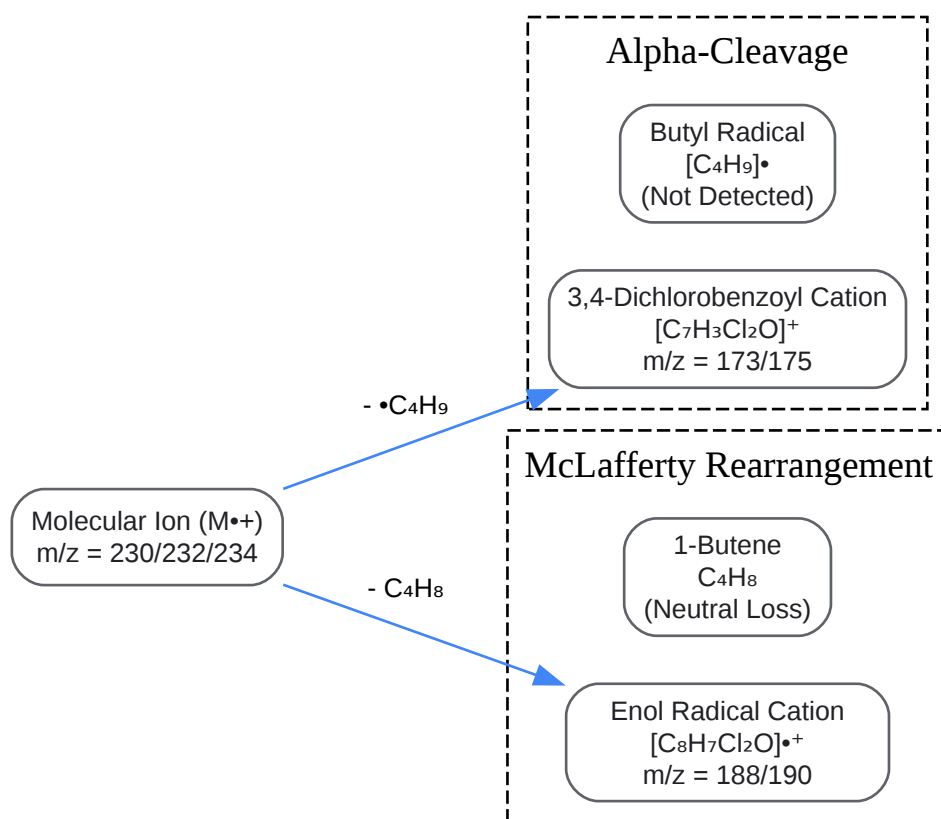 Alpha-Cleavage
Butyl Radical
[C₄H₉]•
(Not Detected)
3,4-Dichlorobenzoyl Cation
[C₇H₃Cl₂O]⁺
m/z = 173/175
- •C₄H₉
McLafferty Rearrangement
Molecular Ion (M•+)
m/z = 230/232/234
1-Butene
C₄H₈
(Neutral Loss)
- C₄H₈
Enol Radical Cation
[C₈H₇Cl₂O]•⁺
m/z = 188/190